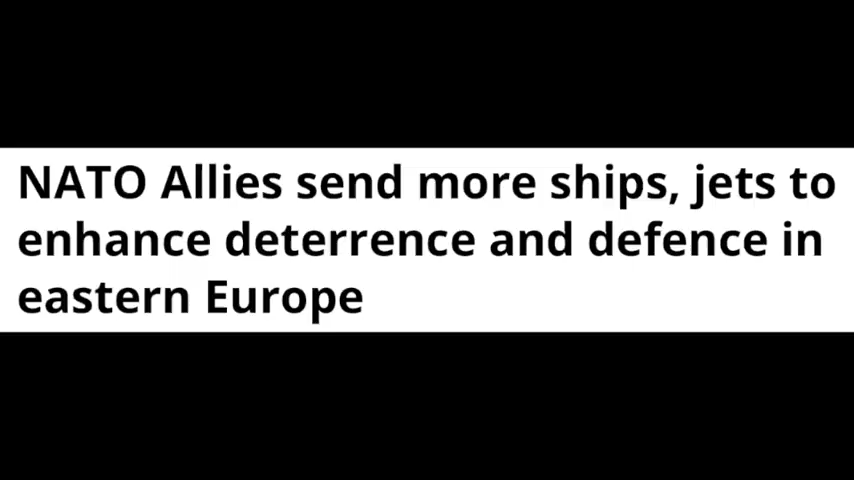 NATO Allies send more ships, jets to
enhance deterrence and defence in
eastern Europe